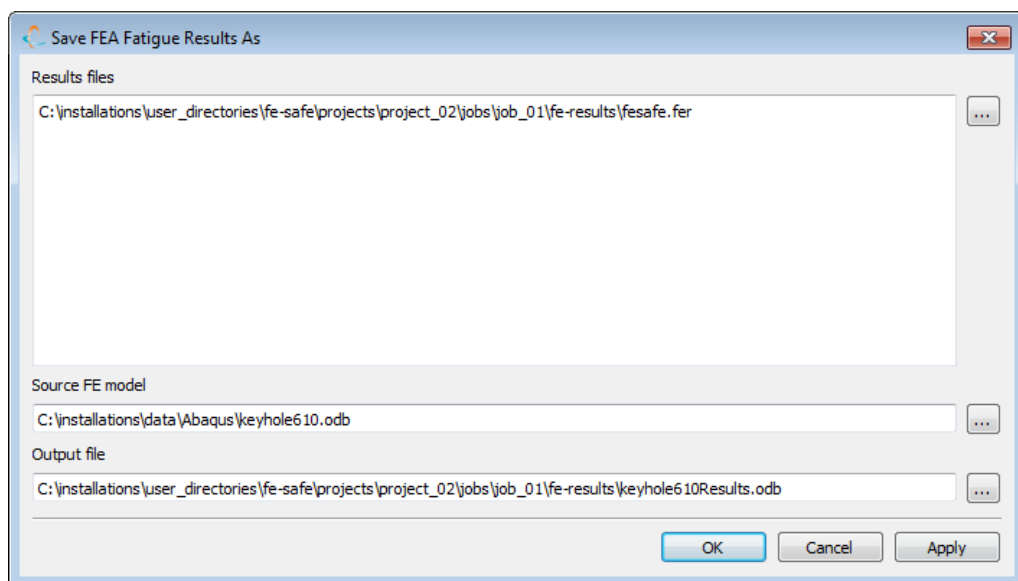 Save FEA Fatigue Results As
Results files
C:\installations\user_directories\fe-safe\projects\project_02\jobs\job_01\fe-results\fesafe.fer
...
Source FE model
C:\installations\data\Abaqus\keyhole610.odb
...
Output file
C:\installations\user_directories\fe-safe\projects\project_02\jobs\job_01\fe-results\keyhole610Results.odb
...
OK Cancel Apply